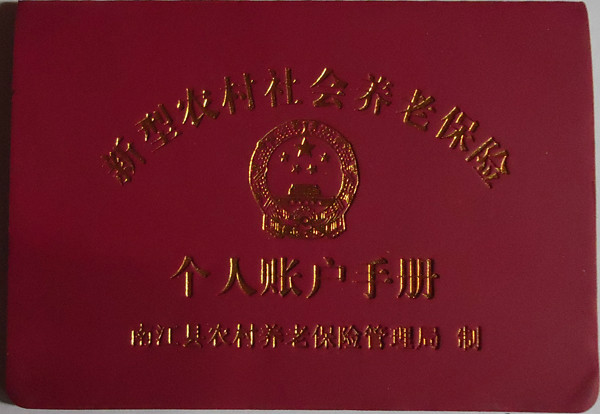 新型农村社会养老保险
个人账户手册
南江县农村养老保险管理局 制